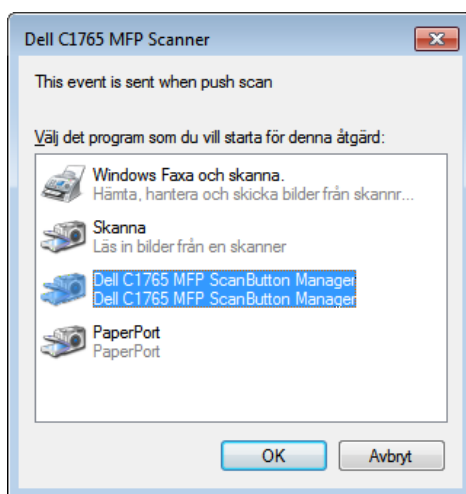 Dell C1765 MFP Scanner
This event is sent when push scan
Välj det program som du vill starta för denna åtgärd:
Windows Faxa och skanna.
Hämta, hantera och skicka bilder från skannr...
Skanna
Läs in bilder från en skanner
Dell C1765 MFP ScanButton Manager
Dell C1765 MFP ScanButton Manager
PaperPort
PaperPort
OK
Avbryt